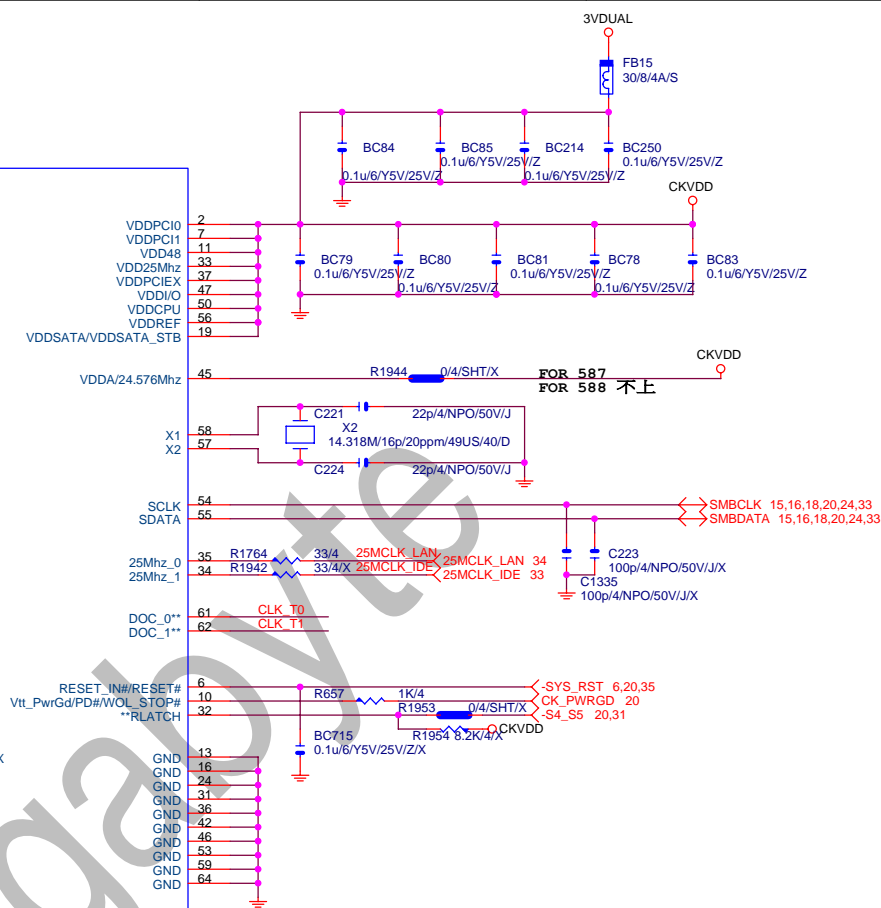 3VDUAL
FB15
30/8/4A/S
BC84
0.1u/6/Y5V/25V/Z
BC85
BC214
0.1u/6/Y5V/25V/Z
BC250
0.1u/6/Y5V/25V/Z
CKVDD
VDDPCI0 2
VDDPCI1 7
VDD48 11
VDD25Mhz 33
VDDPCIEX 37
VDDI/O 47
VDDCPU 50
VDDREF 56
VDDSATA/VDDSATA_STB 19
BC79
0.1u/6/Y5V/25V/Z
BC80
0.1u/6/Y5V/25V/Z
BC81
0.1u/6/Y5V/25V/Z
BC78
0.1u/6/Y5V/25V/Z
BC83
0.1u/6/Y5V/25V/Z
VDDA/24.576Mhz 45
R1944 0/4/SHT/X
FOR 587
FOR 588 不上
CKVDD
X1 58
X2 57
C221 22p/4/NPO/50V/J
X2
14.318M/16p/20ppm/49US/40/D
C224 22p/4/NPO/50V/J
SCLK 54
SDATA 55
SMBCLK 15,16,18,20,24,33
SMBDATA 15,16,18,20,24,33
C223
100p/4/NPO/50V/J/X
C1335
100p/4/NPO/50V/J/X
25Mhz_0 35 R1764 33/4 25MCLK_LAN 25MCLK_LAN 34
25Mhz_1 34 R1942 33/4/X 25MCLK_IDE 25MCLK_IDE 33
DOC_0** 61 CLK_T0
DOC_1** 62 CLK_T1
RESET_IN#/RESET# 6 -SYS_RST 6,20,35
Vtt_PwrGd/PD#/WOL_STOP# 10 R657 1K/4 CK_PWRGD 20
**RLATCH 32 R1953 0/4/SHT/X -S4_S5 20,31
R1954 8.2K/4/X CKVDD
BC715
0.1u/6/Y5V/25V/Z/X
X
GND 13
GND 16
GND 24
GND 31
GND 36
GND 42
GND 46
GND 53
GND 59
GND 64
gabyte